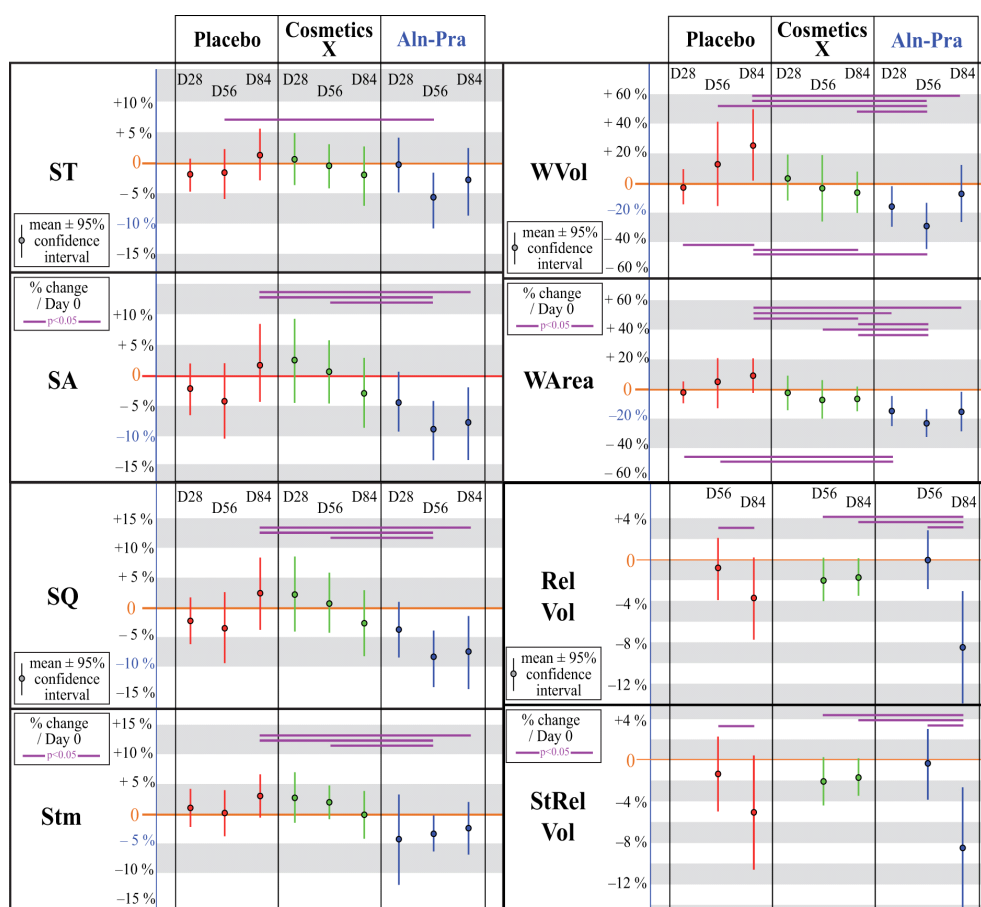 Placebo
Cosmetics
X
Aln-Pra
D28
D56
D84
D28
D56
D84
D28
D56
D84
ST
+10 %
+ 5 %
0
–5 %
–10 %
–15 %
mean ± 95%
confidence
interval
% change
/ Day 0
p<0.05
SA
+10 %
+ 5 %
0
–5 %
–10 %
–15 %
D28
D56
D84
D28
D56
D84
D28
D56
D84
SQ
+15 %
+10 %
+ 5 %
0
–5 %
–10 %
–15 %
mean ± 95%
confidence
interval
% change
/ Day 0
p<0.05
Stm
+15 %
+10 %
+ 5 %
0
–5 %
–10 %
–15 %
Placebo
Cosmetics
X
Aln-Pra
D28
D56
D84
D28
D56
D84
D28
D56
D84
WVol
+ 60 %
+ 40 %
+ 20 %
0
–20 %
– 40 %
– 60 %
mean ± 95%
confidence
interval
% change
/ Day 0
p<0.05
WArea
+ 60 %
+ 40 %
+ 20 %
0
–20 %
– 40 %
– 60 %
D56
D84
D56
D84
D56
D84
Rel
Vol
+4 %
0
–4 %
–8 %
–12 %
mean ± 95%
confidence
interval
% change
/ Day 0
p<0.05
StRel
Vol
+4 %
0
–4 %
–8 %
–12 %